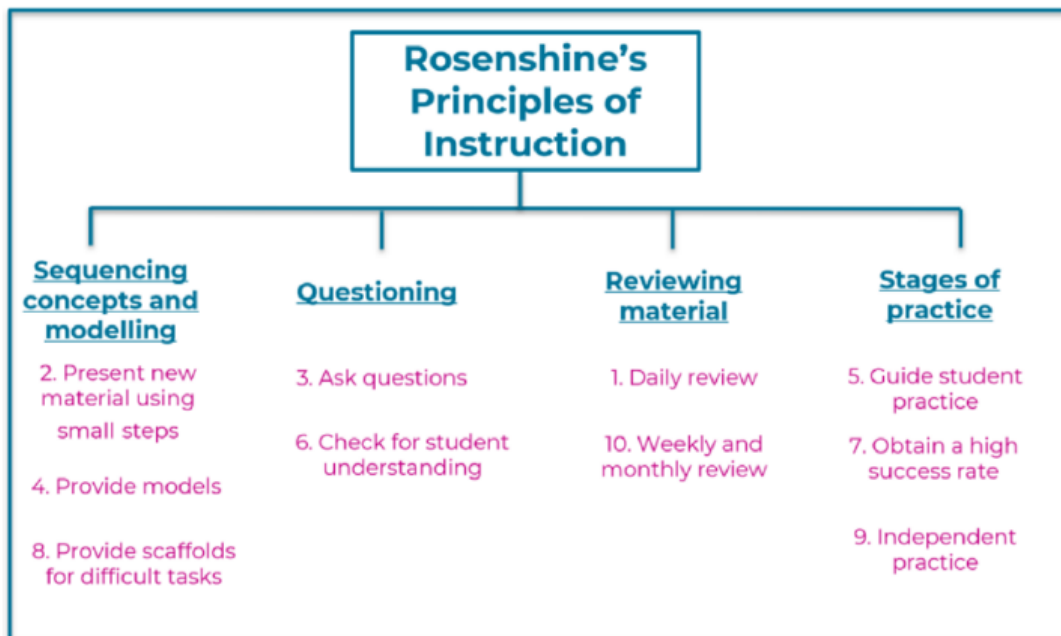 Rosenshine's
Principles of
Instruction
Sequencing
concepts and
modelling
2. Present new
material using
small steps
4. Provide models
8. Provide scaffolds
for difficult tasks
Questioning
3. Ask questions
6. Check for student
understanding
Reviewing
material
1. Daily review
10. Weekly and
monthly review
Stages of
practice
5. Guide student
practice
7. Obtain a high
success rate
9. Independent
practice